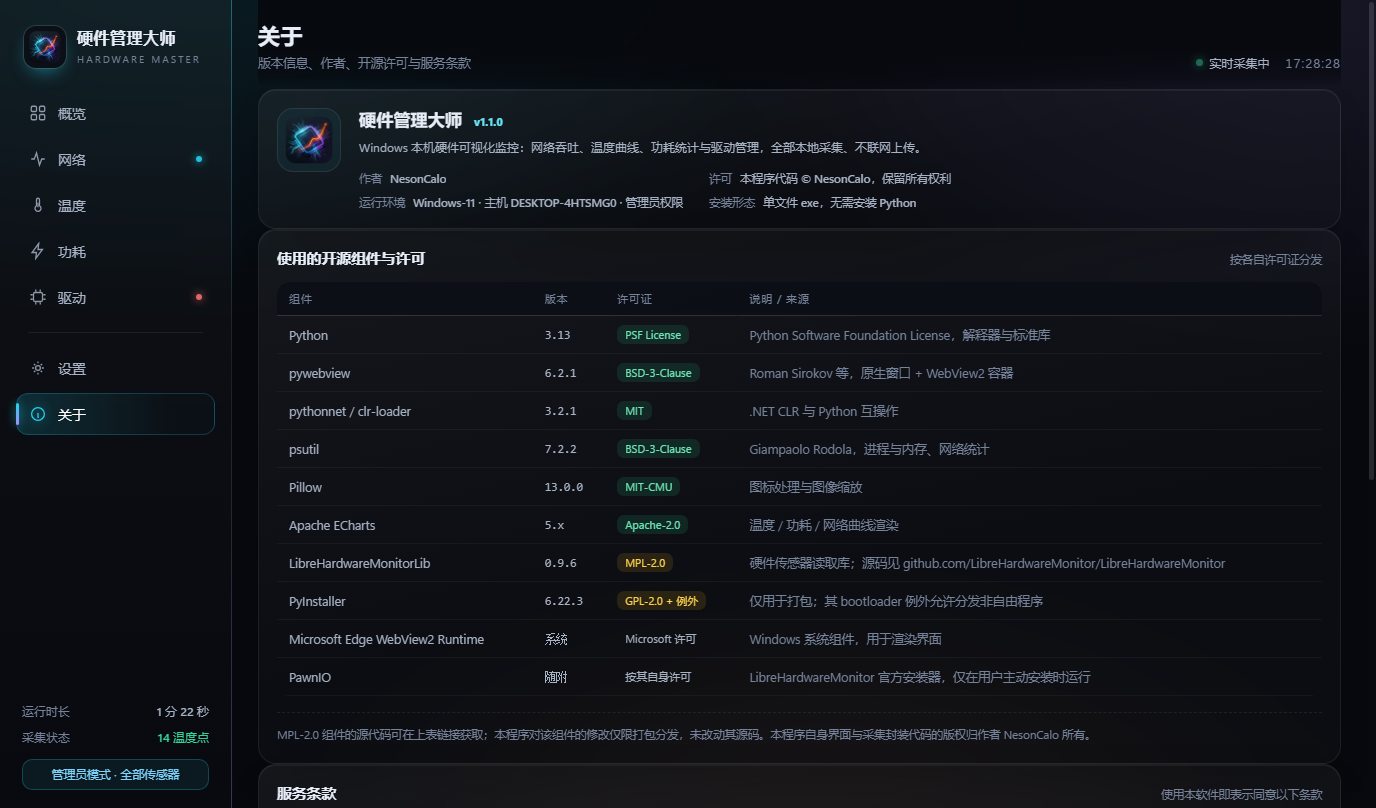 硬件管理大师
HARDWARE MASTER
概览
网络
温度
功耗
驱动
设置
关于
运行时长 1 分 22 秒
采集状态 14 温度点
管理员模式 · 全部传感器
关于
版本信息、作者、开源许可与服务条款
实时采集中 17:28:28
硬件管理大师 v1.1.0
Windows 本机硬件可视化监控：网络吞吐、温度曲线、功耗统计与驱动管理，全部本地采集、不联网上传。
作者 NesonCalo 许可 本程序代码 © NesonCalo，保留所有权利
运行环境 Windows-11 · 主机 DESKTOP-4HTSMG0 · 管理员权限 安装形态 单文件 exe，无需安装 Python
使用的开源组件与许可 按各自许可证分发
组件 版本 许可证 说明 / 来源
Python 3.13 PSF License Python Software Foundation License，解释器与标准库
pywebview 6.2.1 BSD-3-Clause Roman Sirokov 等，原生窗口 + WebView2 容器
pythonnet / clr-loader 3.2.1 MIT .NET CLR 与 Python 互操作
psutil 7.2.2 BSD-3-Clause Giampaolo Rodola，进程与内存、网络统计
Pillow 13.0.0 MIT-CMU 图标处理与图像缩放
Apache ECharts 5.x Apache-2.0 温度 / 功耗 / 网络曲线渲染
LibreHardwareMonitorLib 0.9.6 MPL-2.0 硬件传感器读取库；源码见 github.com/LibreHardwareMonitor/LibreHardwareMonitor
PyInstaller 6.22.3 GPL-2.0 + 例外 仅用于打包；其 bootloader 例外允许分发非自由程序
Microsoft Edge WebView2 Runtime 系统 Microsoft 许可 Windows 系统组件，用于渲染界面
PawnIO 随附 按其自身许可 LibreHardwareMonitor 官方安装器，仅在用户主动安装时运行
MPL-2.0 组件的源代码可在上表链接获取；本程序对该组件的修改仅限打包分发，未改动其源码。本程序自身界面与采集封装代码的版权归作者 NesonCalo 所有。
服务条款 使用本软件即表示同意以下条款